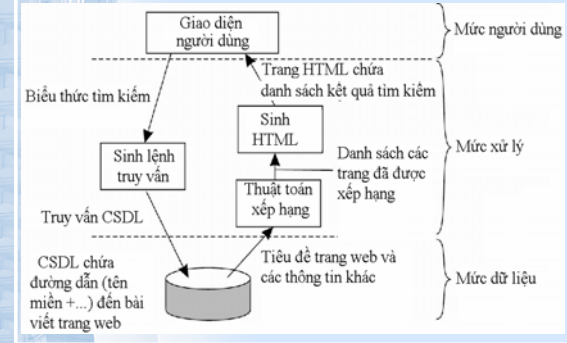 Giao diện
người dùng
Mức người dùng
Trang HTML chứa
danh sách kết quả tìm kiếm
Biểu thức tìm kiếm
Sinh
HTML
Mức xử lý
Sinh lệnh
truy vấn
Danh sách các
trang đã được
xếp hạng
Thuật toán
xếp hạng
Truy vấn CSDL
CSDL chứa
đường dẫn (tên
miền +...) đến bài
viết trang web
Tiêu đề trang web và
các thông tin khác
Mức dữ liệu